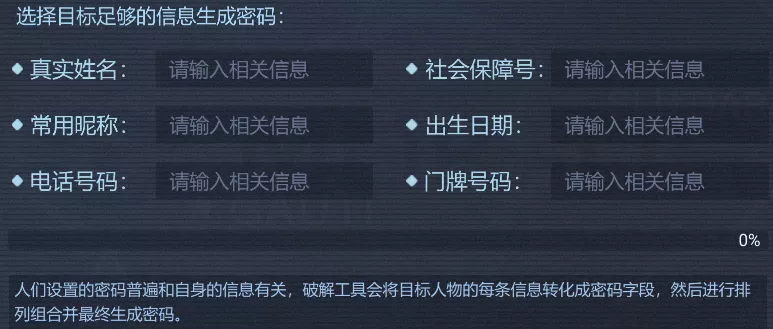 选择目标足够的信息生成密码：
真实姓名： 请输入相关信息 社会保障号： 请输入相关信息
常用昵称： 请输入相关信息 出生日期： 请输入相关信息
电话号码： 请输入相关信息 门牌号码： 请输入相关信息
0%
人们设置的密码普遍和自身的信息有关，破解工具会将目标人物的每条信息转化成密码字段，然后进行排
列组合并最终生成密码。